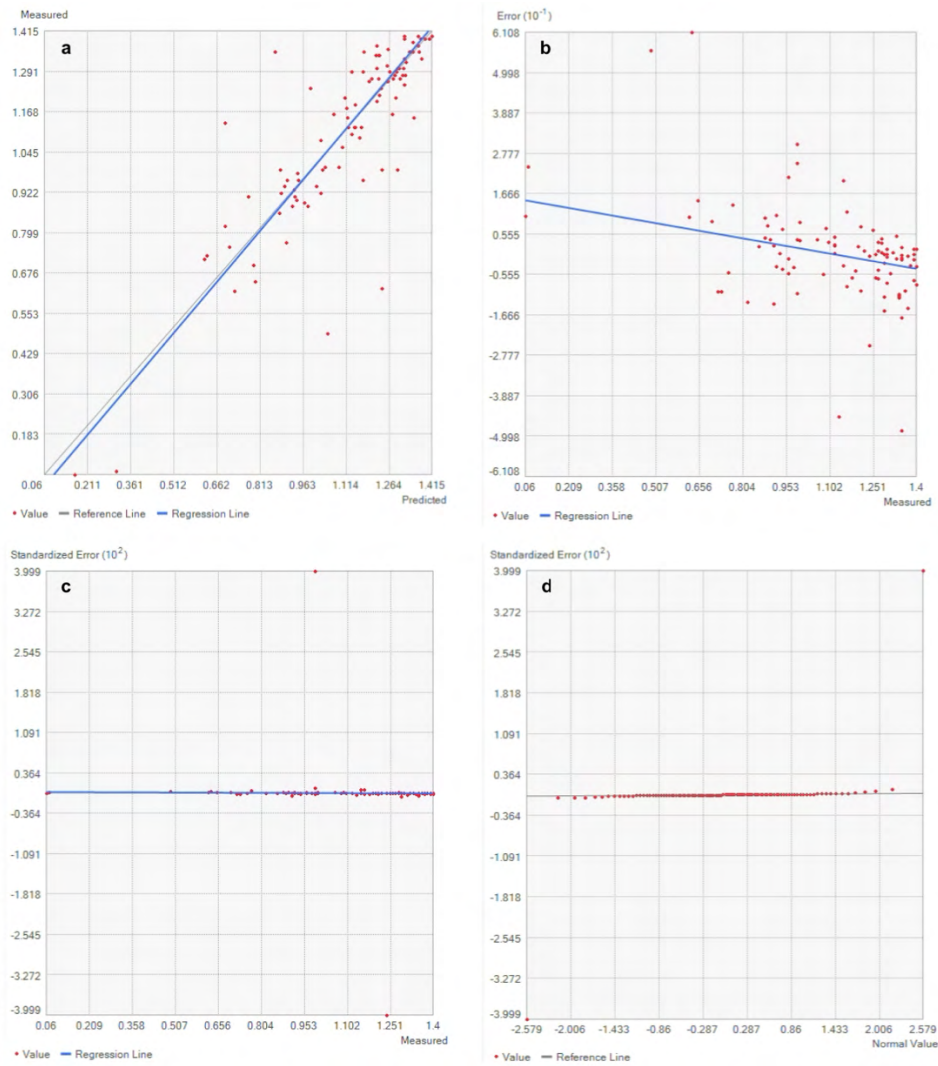 Measured
1.415
1.291
1.168
1.045
0.922
0.799
0.676
0.553
0.429
0.306
0.183
a
0.06 0.211 0.361 0.512 0.662 0.813 0.963 1.114 1.264 1.415
Predicted
Value Reference Line Regression Line
Error (10⁻¹)
6.108
4.998
3.887
2.777
1.666
0.555
-0.555
-1.666
-2.777
-3.887
-4.998
-6.108
b
0.06 0.209 0.358 0.507 0.656 0.804 0.953 1.102 1.251 1.4
Measured
Value Regression Line
Standardized Error (10²)
3.999
3.272
2.545
1.818
1.091
0.364
-0.364
-1.091
-1.818
-2.545
-3.272
-3.999
c
0.06 0.209 0.358 0.507 0.656 0.804 0.953 1.102 1.251 1.4
Measured
Value Regression Line
Standardized Error (10²)
3.999
3.272
2.545
1.818
1.091
0.364
-0.364
-1.091
-1.818
-2.545
-3.272
-3.999
d
-2.579 -2.006 -1.433 -0.86 -0.287 0.287 0.86 1.433 2.006 2.579
Normal Value
Value Reference Line